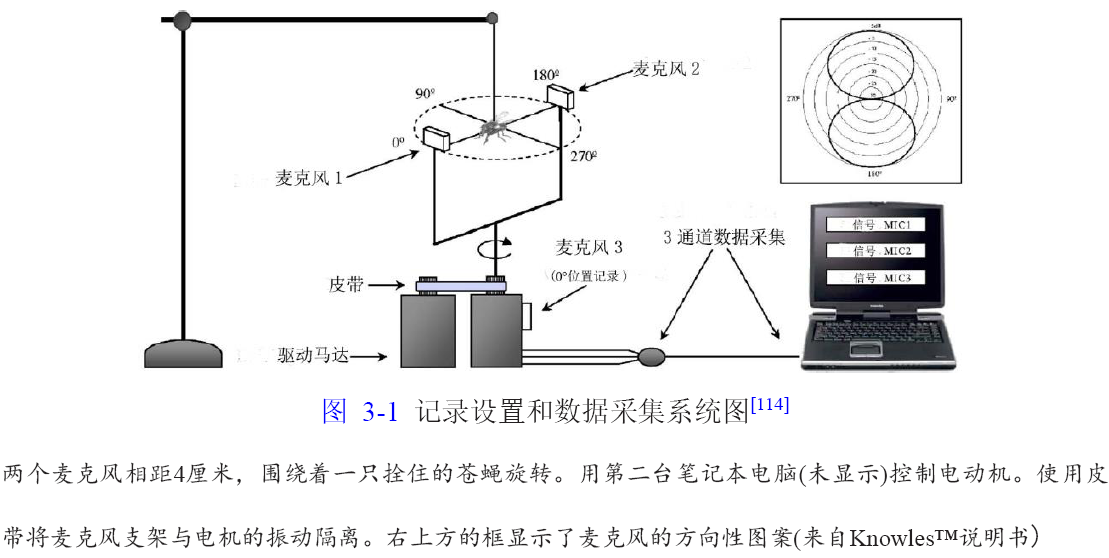 180º
麦克风2
90º
0º
270º
麦克风1
270º
90º
180º
3通道数据采集
信号 MIC1
信号 MIC2
信号 MIC3
麦克风3
(0º位置记录)
皮带
驱动马达
图 3-1 记录设置和数据采集系统图[114]
两个麦克风相距4厘米，围绕着一只拴住的苍蝇旋转。用第二台笔记本电脑(未显示)控制电动机。使用皮
带将麦克风支架与电机的振动隔离。右上方的框显示了麦克风的方向性图案(来自Knowles™说明书）